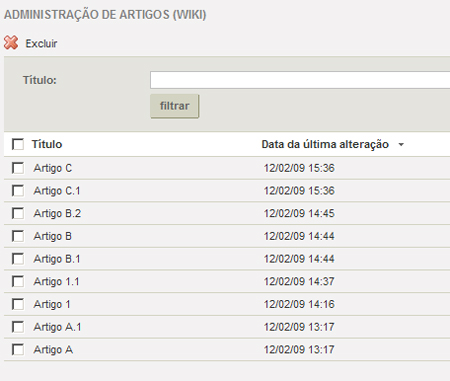 ADMINISTRAÇÃO DE ARTIGOS (WIKI)
Excluir
Título:
filtrar
Título Data da última alteração
Artigo C 12/02/09 15:36
Artigo C.1 12/02/09 15:36
Artigo B.2 12/02/09 14:45
Artigo B 12/02/09 14:44
Artigo B.1 12/02/09 14:44
Artigo 1.1 12/02/09 14:37
Artigo 1 12/02/09 14:16
Artigo A.1 12/02/09 13:17
Artigo A 12/02/09 13:17